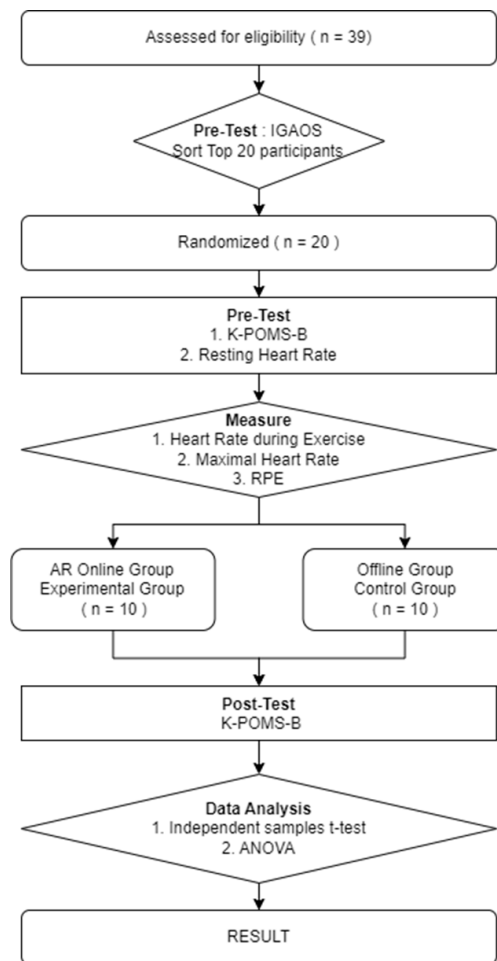 Assessed for eligibility ( n = 39)
Pre-Test : IGAOS
Sort Top 20 participants
Randomized ( n = 20 )
Pre-Test
1. K-POMS-B
2. Resting Heart Rate
Measure
1. Heart Rate during Exercise
2. Maximal Heart Rate
3. RPE
AR Online Group
Experimental Group
( n = 10 )
Offline Group
Control Group
( n = 10 )
Post-Test
K-POMS-B
Data Analysis
1. Independent samples t-test
2. ANOVA
RESULT